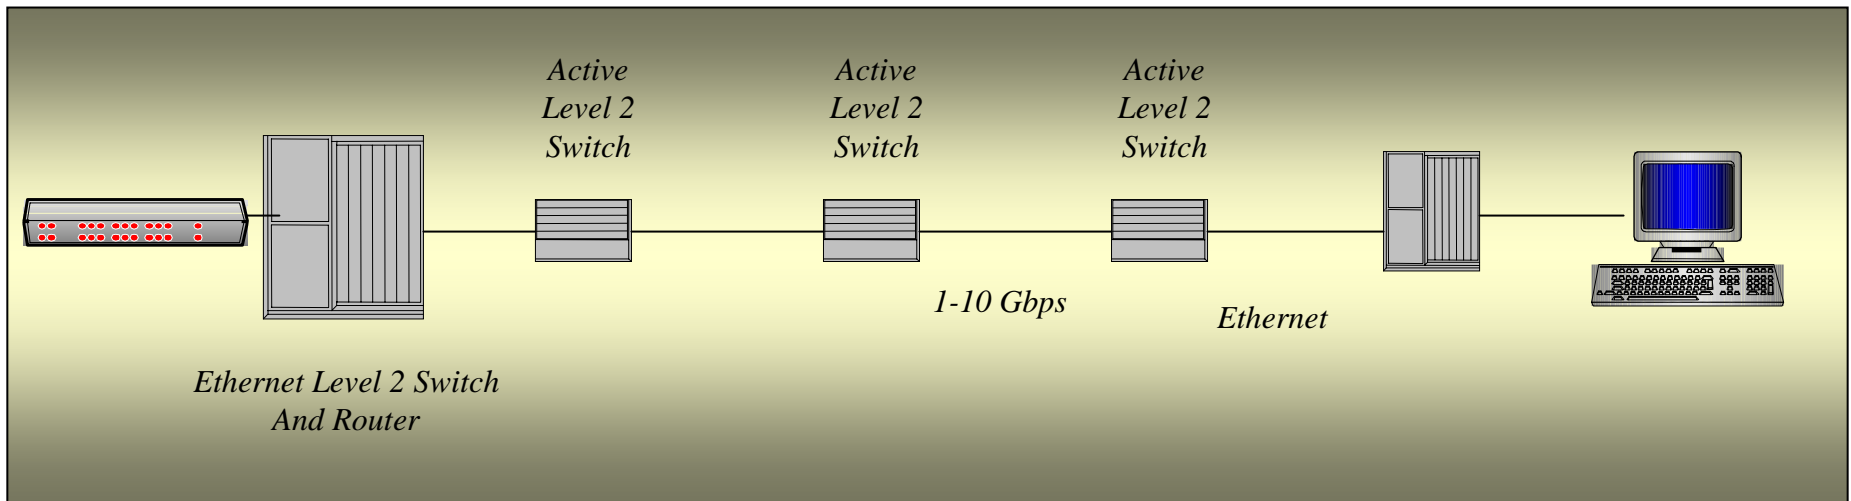 Active
Level 2
Switch
Active
Level 2
Switch
Active
Level 2
Switch
1-10 Gbps
Ethernet
Ethernet Level 2 Switch
And Router